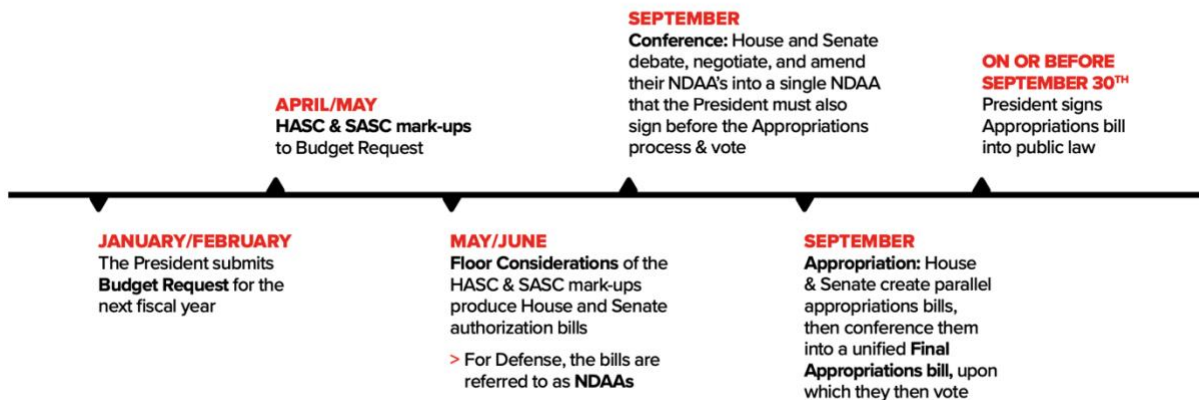 JANUARY/FEBRUARY
The President submits
Budget Request for the
next fiscal year
APRIL/MAY
HASC & SASC mark-ups
to Budget Request
MAY/JUNE
Floor Considerations of the
HASC & SASC mark-ups
produce House and Senate
authorization bills
> For Defense, the bills are
referred to as NDAAs
SEPTEMBER
Conference: House and Senate
debate, negotiate, and amend
their NDAA's into a single NDAA
that the President must also
sign before the Appropriations
process & vote
SEPTEMBER
Appropriation: House
& Senate create parallel
appropriations bills,
then conference them
into a unified Final
Appropriations bill, upon
which they then vote
ON OR BEFORE
SEPTEMBER 30TH
President signs
Appropriations bill
into public law